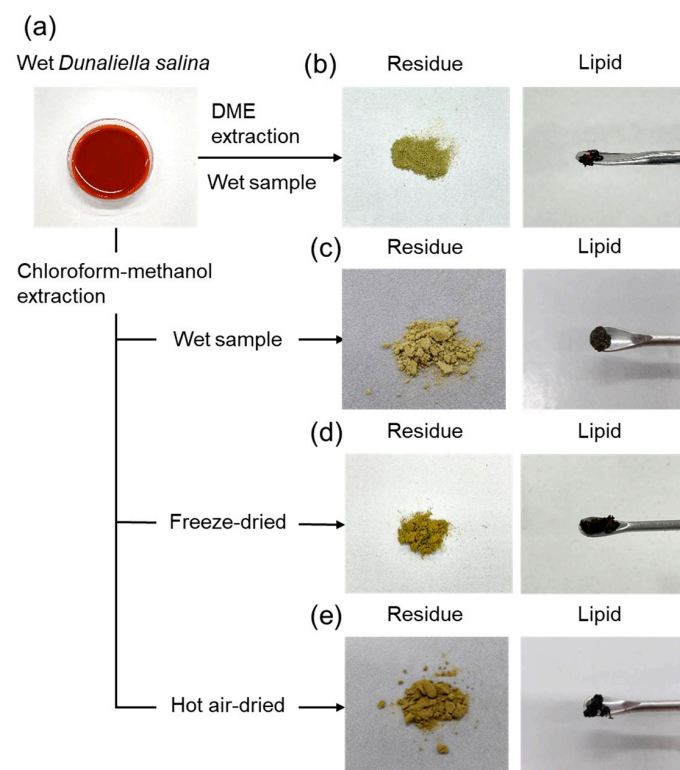 (a)
Wet Dunaliella salina
DME
extraction
Wet sample
(b)
Residue
Lipid
Chloroform-methanol
extraction
(c)
Residue
Lipid
Wet sample
(d)
Residue
Lipid
Freeze-dried
(e)
Residue
Lipid
Hot air-dried